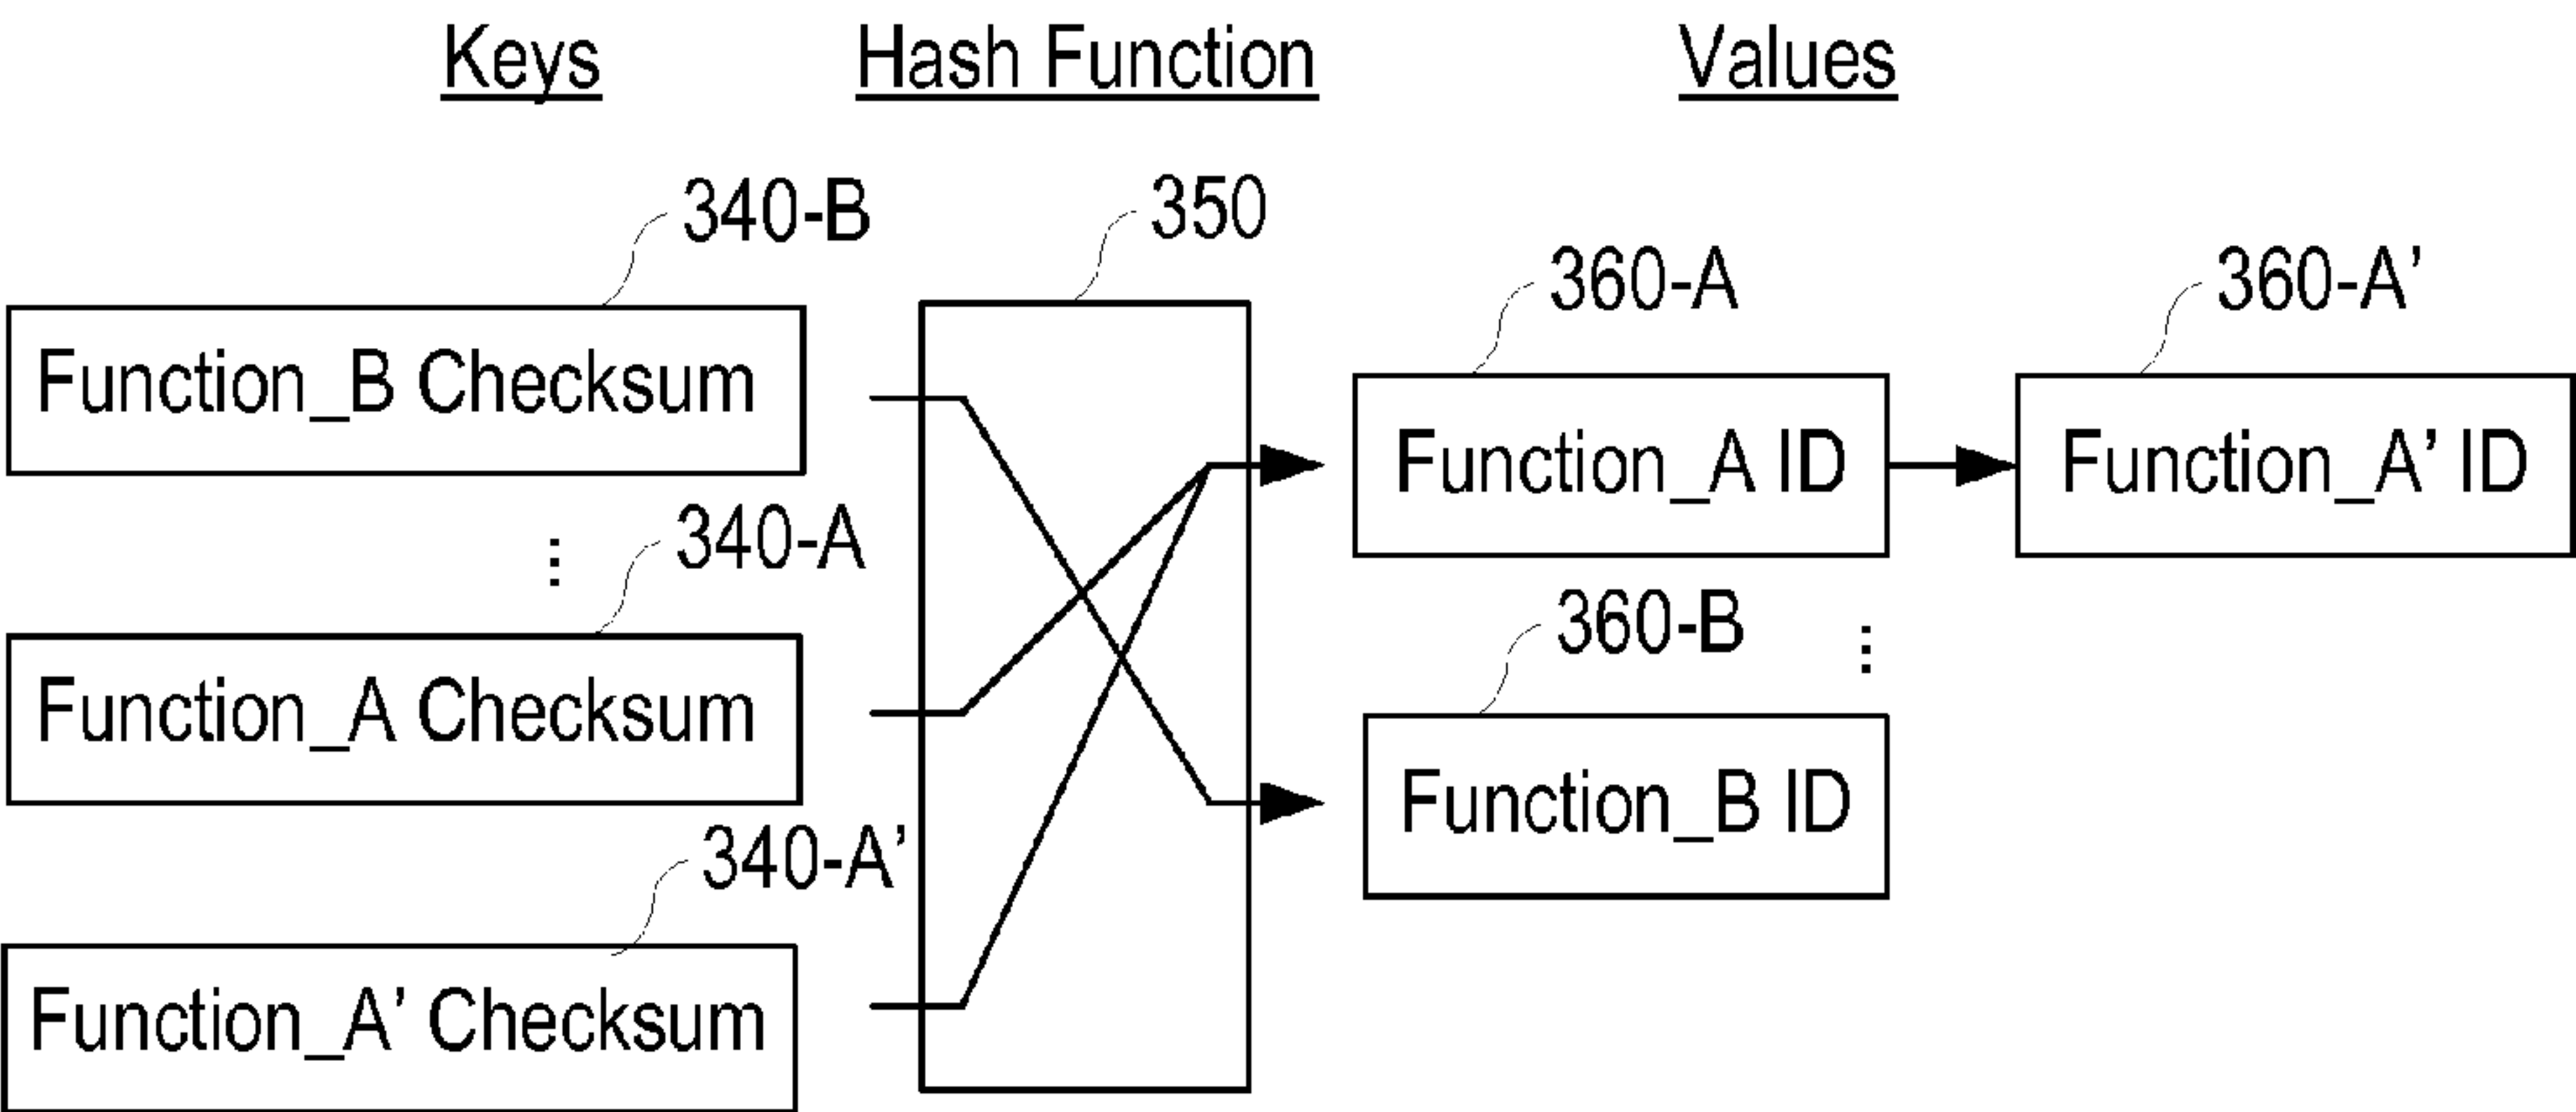 Keys Hash Function Values
340-B 350
360-A 360-A’
Function_B Checksum
Function_A ID Function_A’ ID
⋮ 340-A
360-B ⋮
Function_A Checksum
Function_B ID
340-A’
Function_A’ Checksum